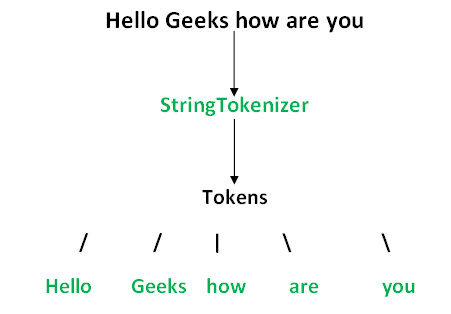 Hello Geeks how are you
StringTokenizer
Tokens
/ / | \ \
Hello Geeks how are you